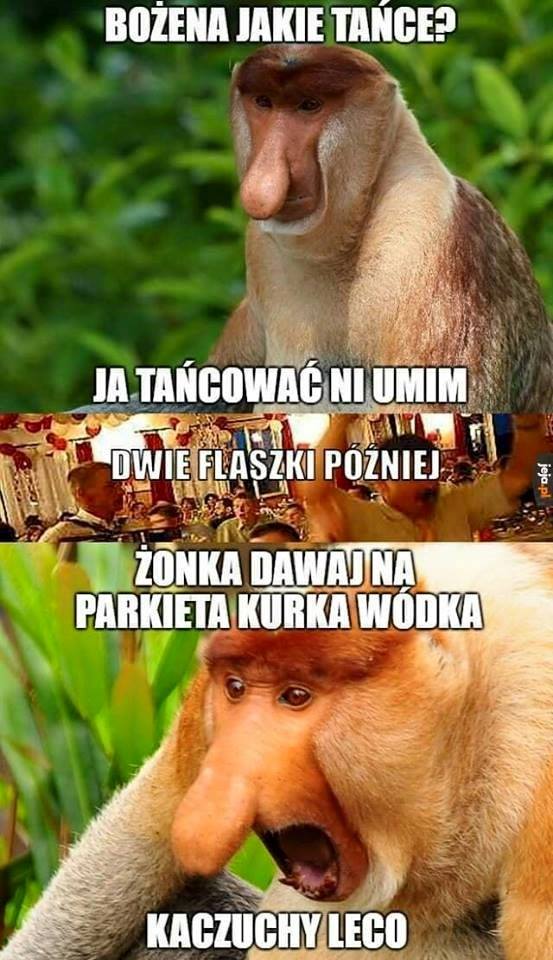 BOŻENA JAKIE TAŃCE?
JA TAŃCOWAĆ NI UMIM
DWIE FLASZKI PÓŹNIEJ
jeja.pl
ŻONKA DAWAJ NA
PARKIETA KURKA WÓDKA
KACZUCHY LECO